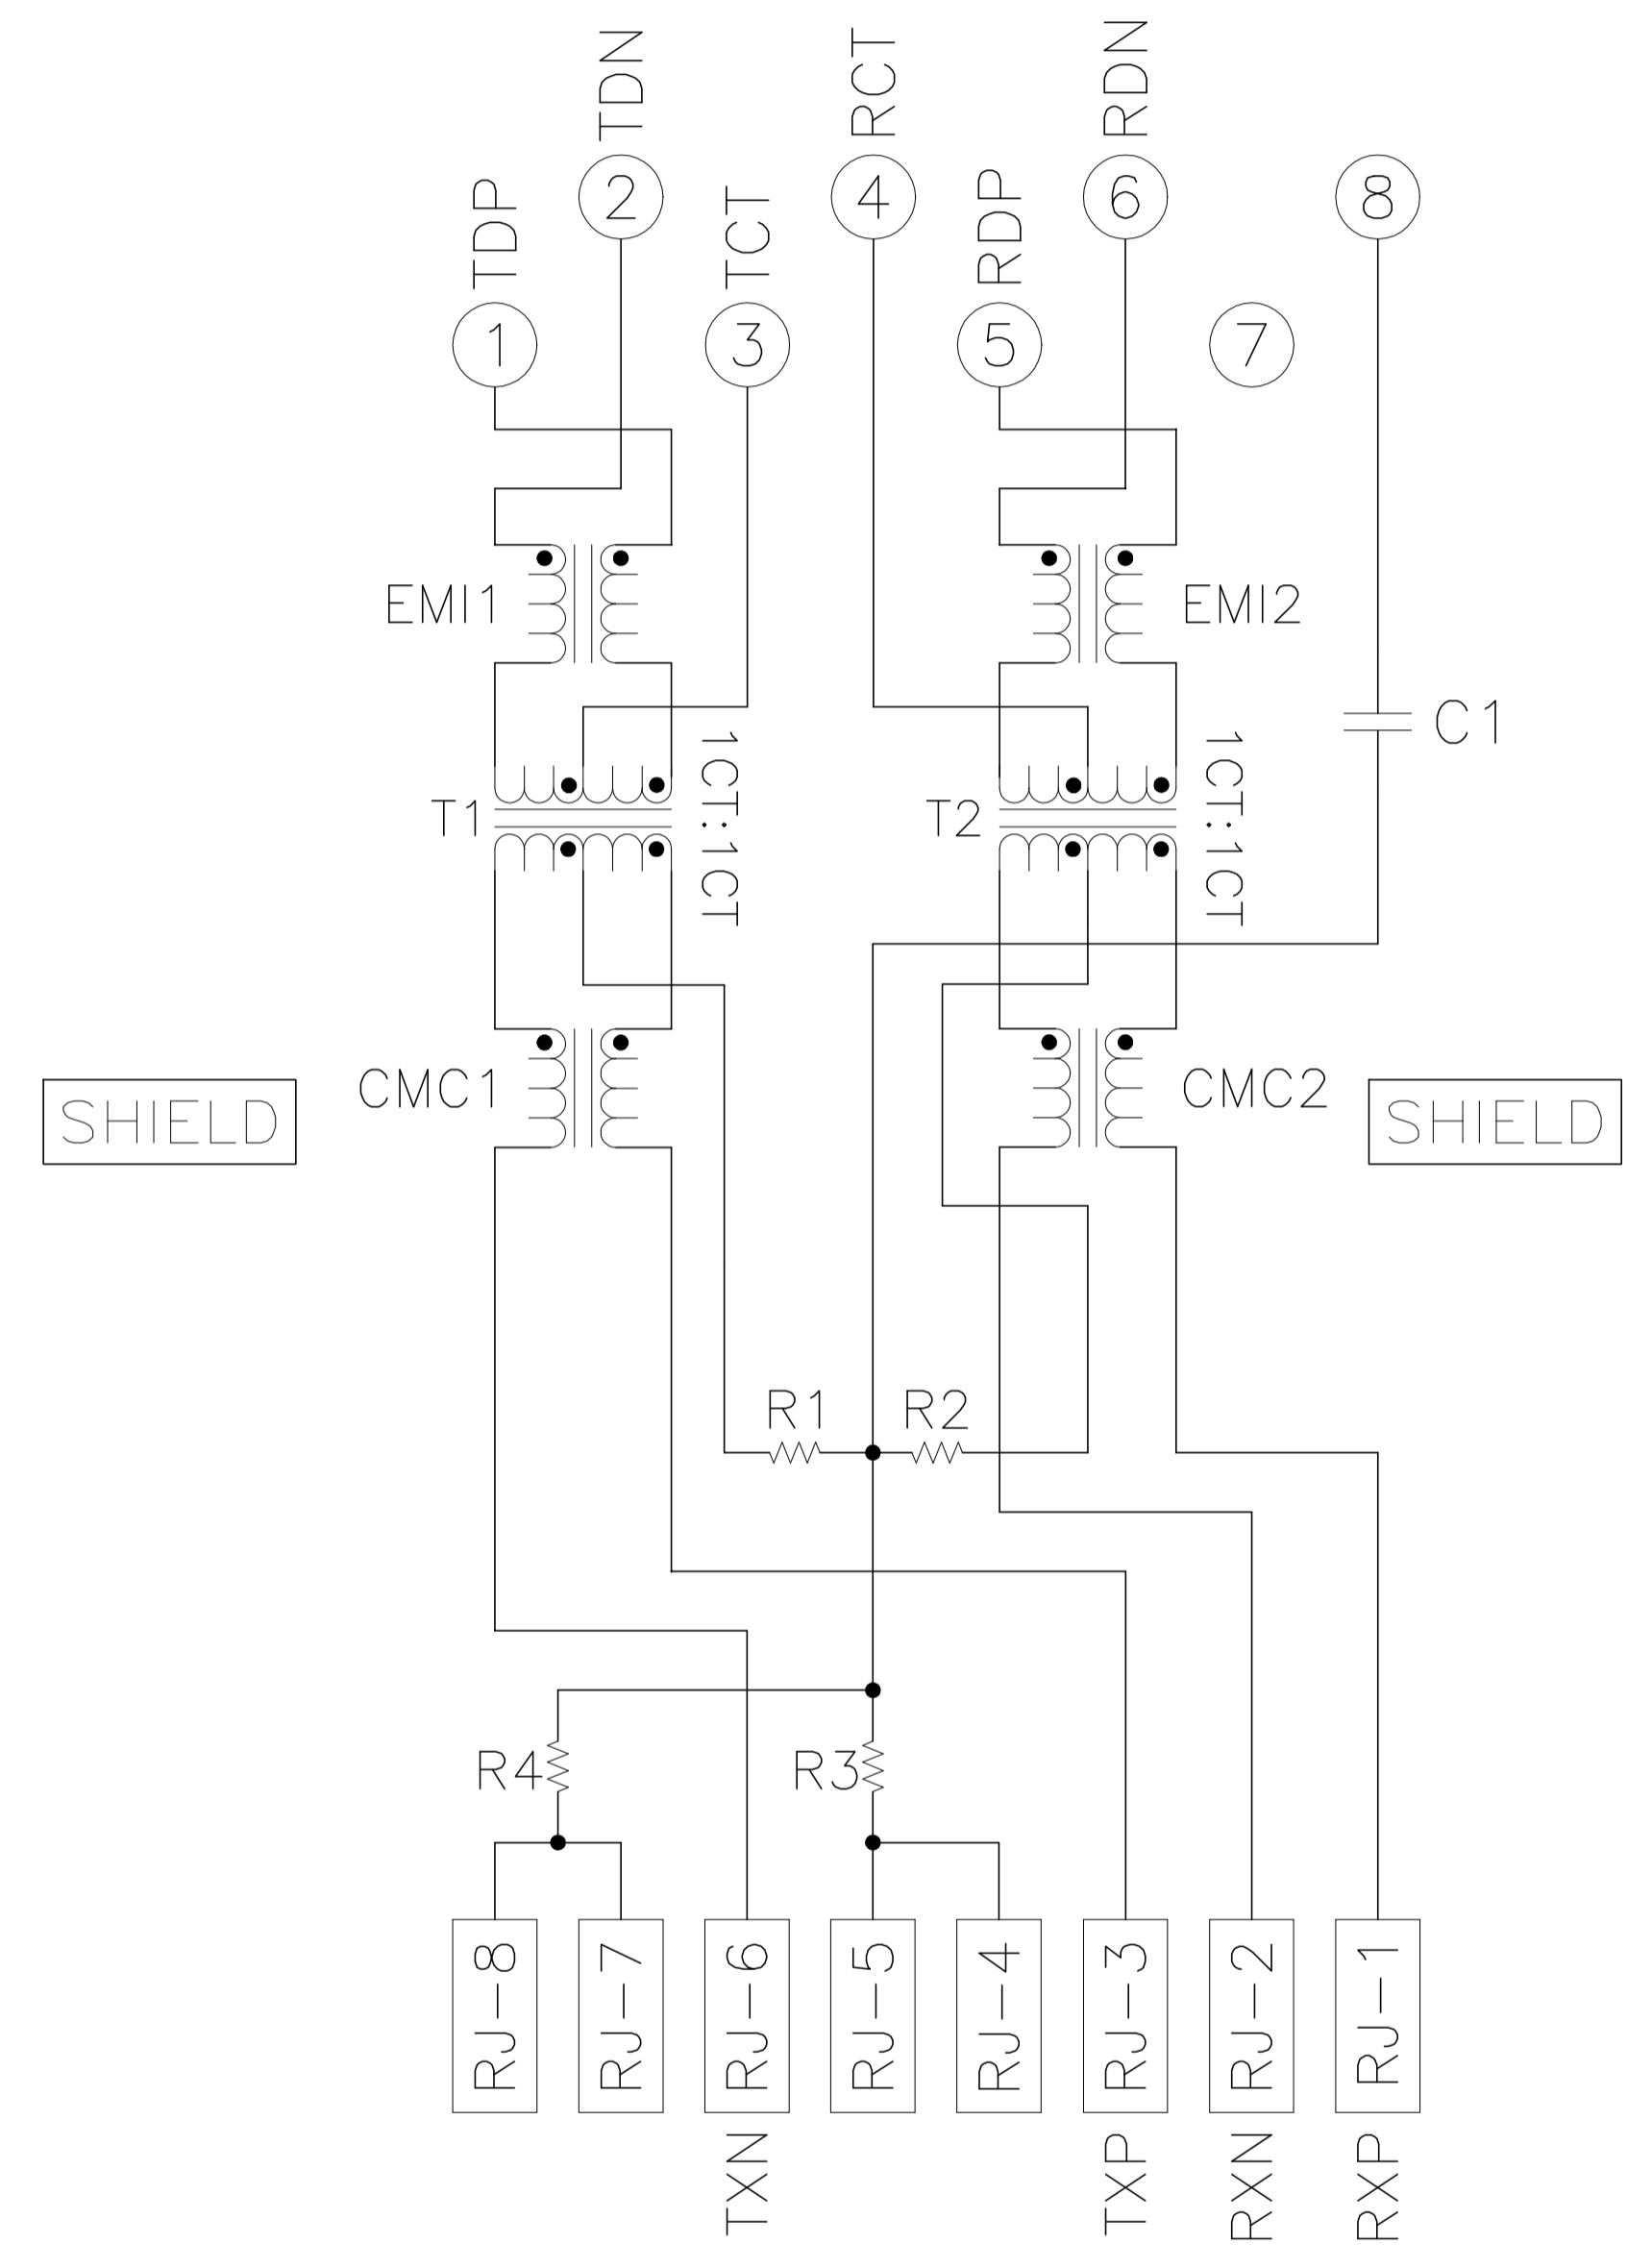 TDN
RCT
RDN
2
4
6
8
TDP
TCT
RDP
1
3
5
7
EMI1
EMI2
C1
1CT:1CT
1CT:1CT
T1
T2
CMC1
CMC2
SHIELD
SHIELD
R1
R2
R4
R3
RJ-8
RJ-7
RJ-6
RJ-5
RJ-4
RJ-3
RJ-2
RJ-1
TXN
TXP
RXN
RXP